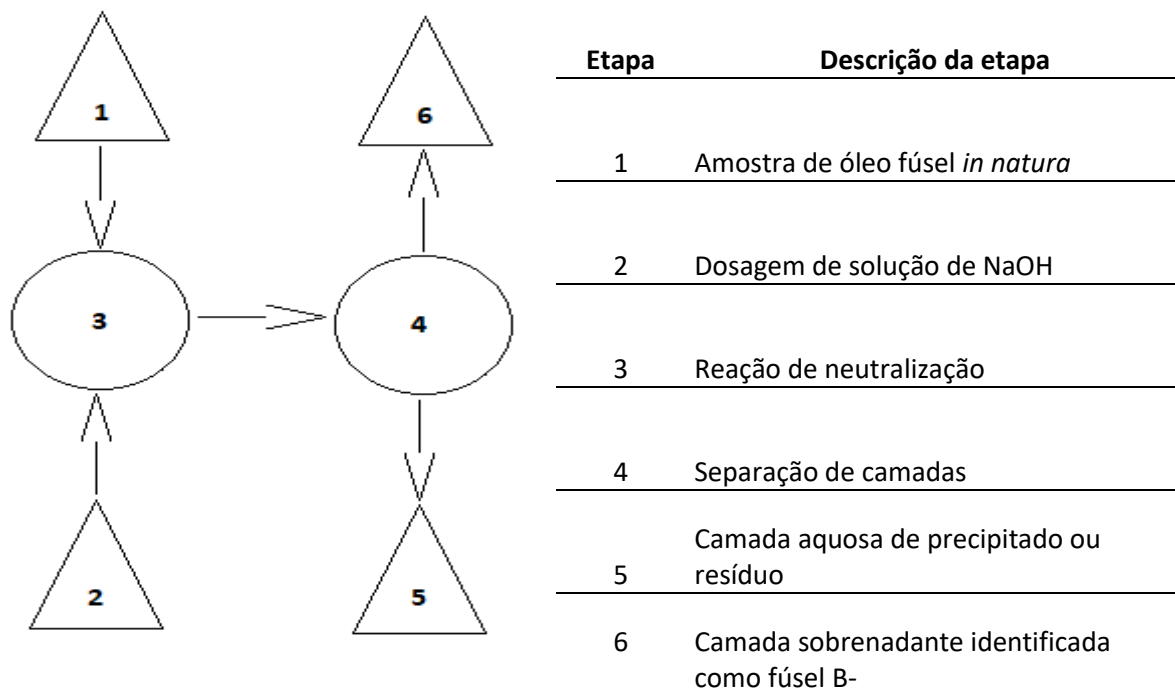 1
6
3
4
2
5
Etapa Descrição da etapa
1 Amostra de óleo fúsel in natura
2 Dosagem de solução de NaOH
3 Reação de neutralização
4 Separação de camadas
Camada aquosa de precipitado ou
5 resíduo
6 Camada sobrenadante identificada
como fúsel B-